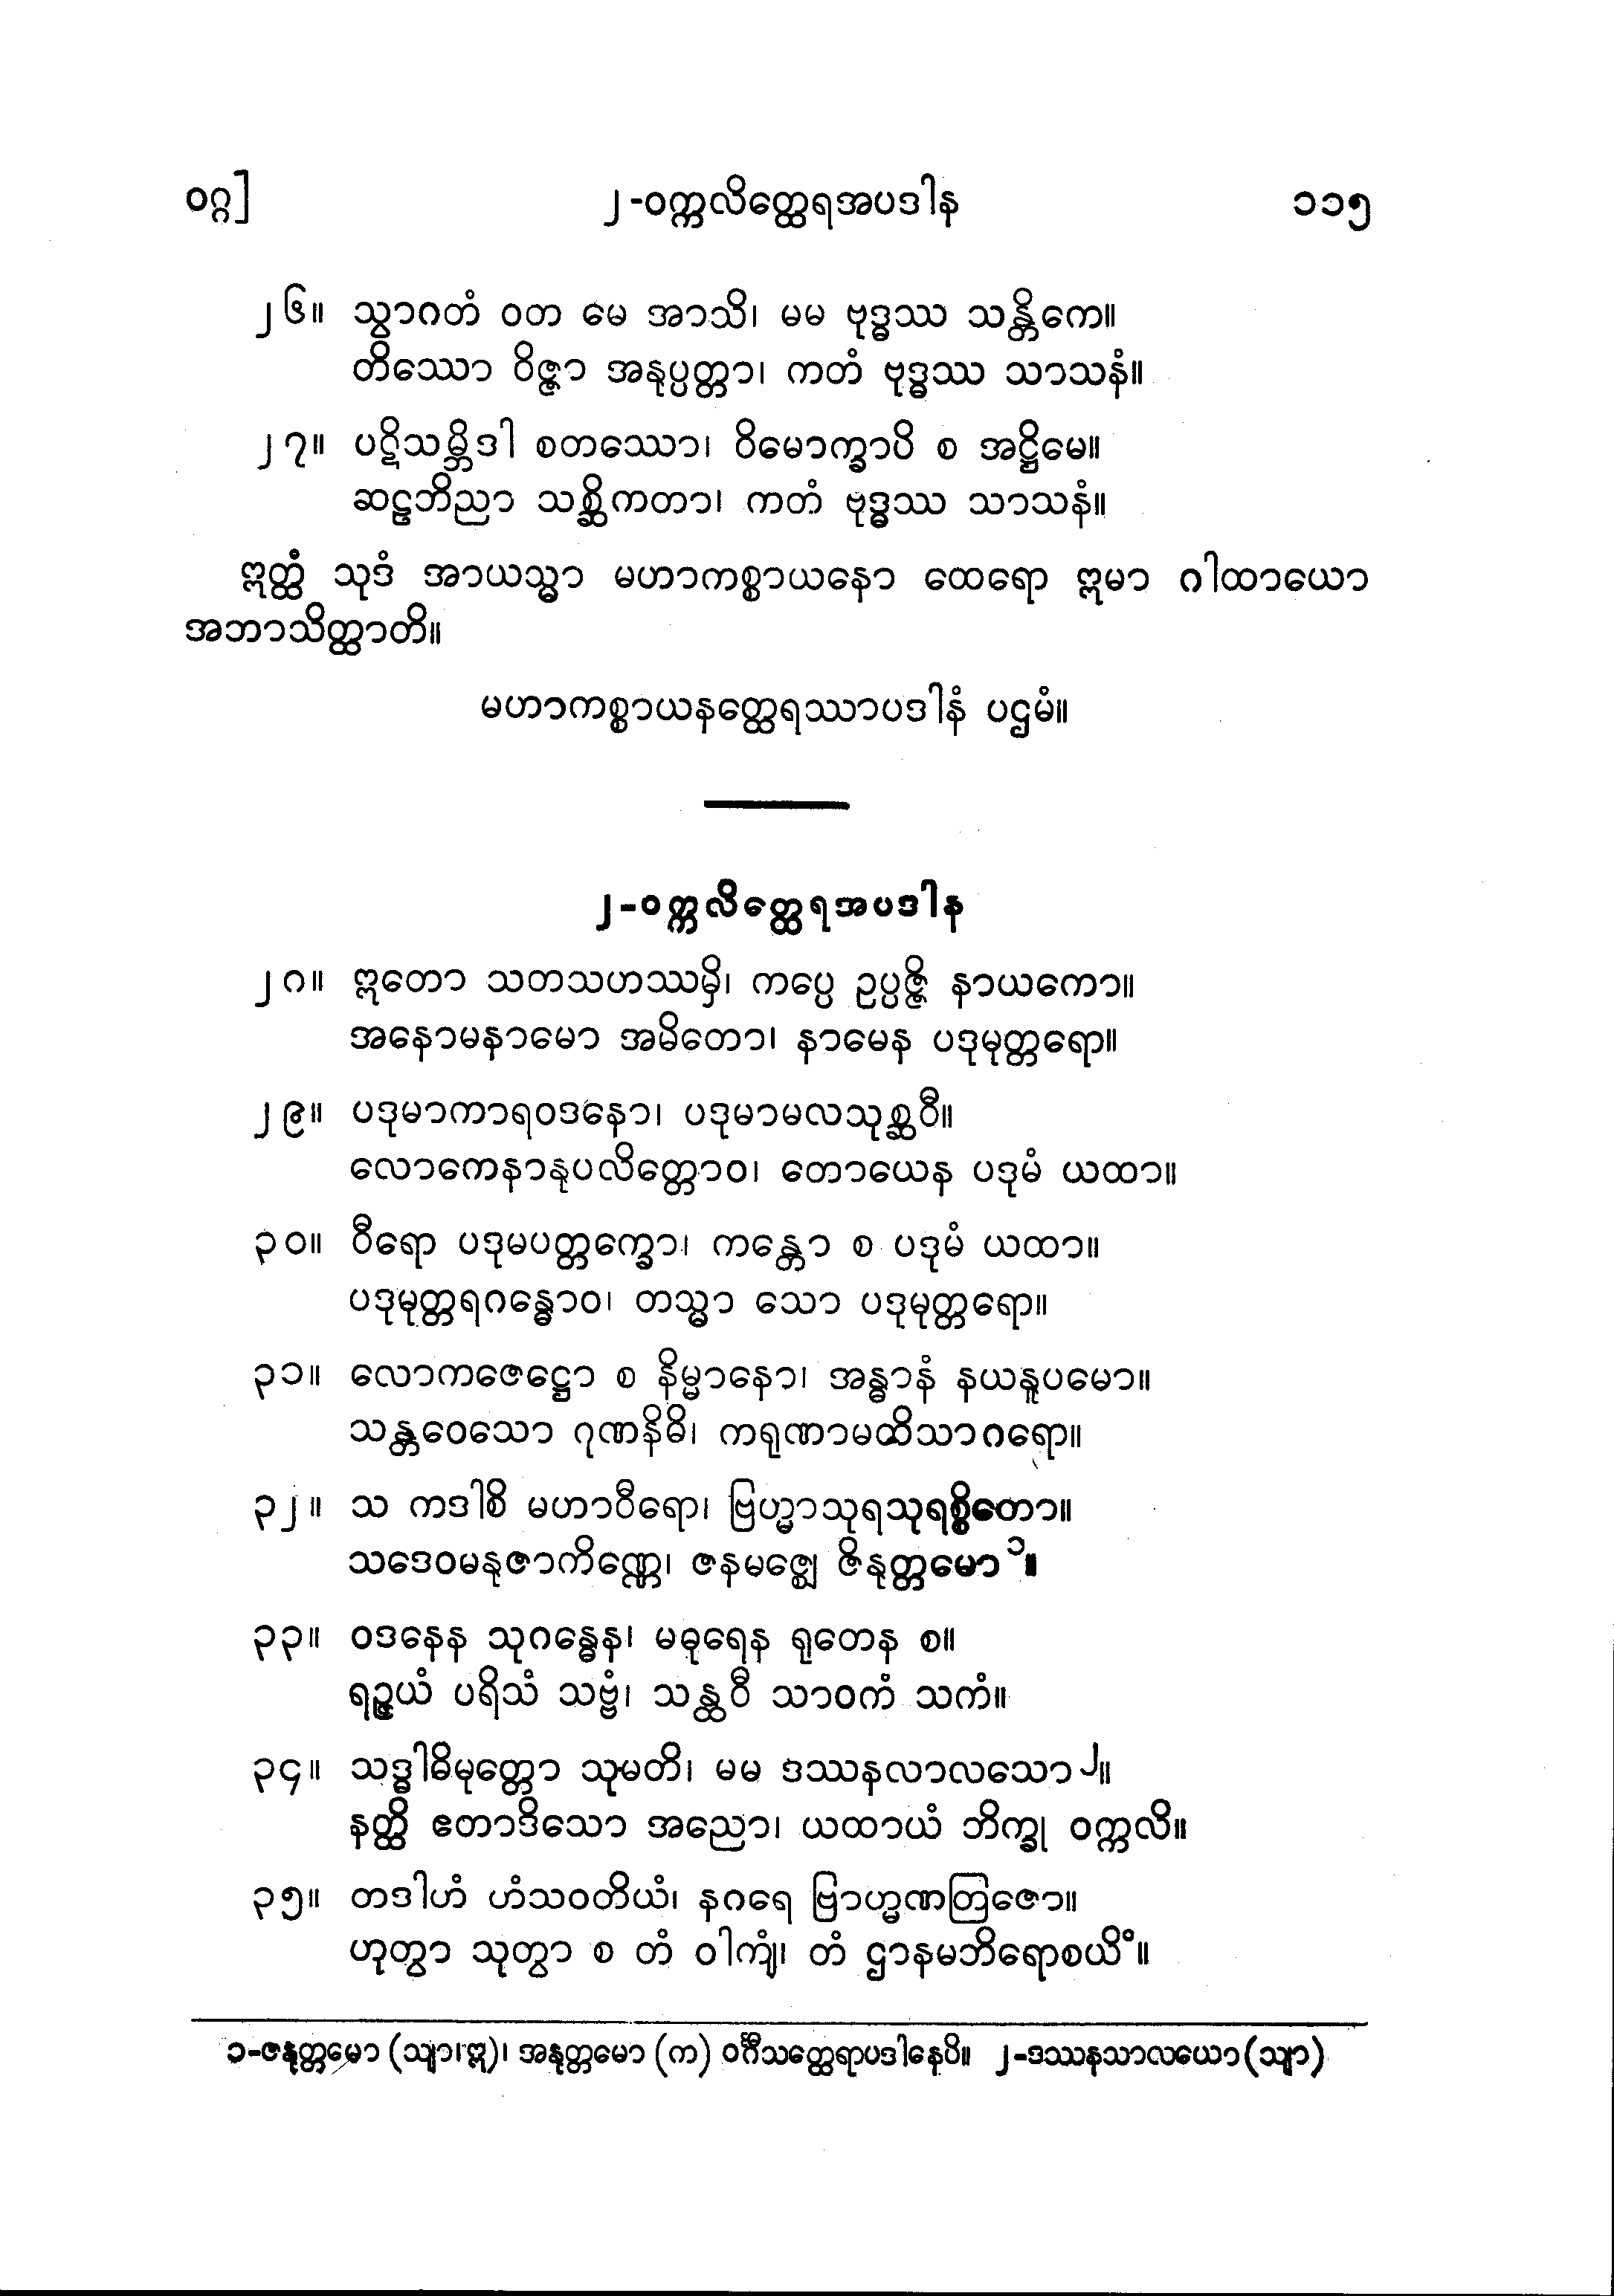 ဝဂ္ဂ] ၂-ဝက္ကလိတ္ထေရအပဒါန ၁၁၅
၂၆။ သွာဂတံ ဝတ မေ အာသိ၊ မမ ဗုဒ္ဓဿ သန္တိကေ။
တိဿော ဝိဇ္ဇာ အနုပ္ပတ္တာ၊ ကတံ ဗုဒ္ဓဿ သာသနံ။
၂၇။ ပဋိသမ္ဘိဒါ စတဿော၊ ဝိမောက္ခာပိ စ အဋ္ဌိမေ။
ဆဠဘိညာ သစ္ဆိကတာ၊ ကတံ ဗုဒ္ဓဿ သာသနံ။
ဣတ္ထံ သုဒံ အာယသ္မာ မဟာကစ္စာယနော ထေရော ဣမာ ဂါထာယော
အဘာသိတ္ထာတိ။
မဟာကစ္စာယနတ္ထေရဿာပဒါနံ ပဌမံ။
၂-ဝက္ကလိတ္ထေရအပဒါန
၂၈။ ဣတော သတသဟဿမှိ၊ ကပ္ပေ ဥပ္ပဇ္ဇိ နာယကော။
အနောမနာမော အမိတော၊ နာမေန ပဒုမုတ္တရော။
၂၉။ ပဒုမာကာရဝဒနော၊ ပဒုမာမလသုစ္ဆဝီ။
လောကေနာနုပလိတ္တောဝ၊ တောယေန ပဒုမံ ယထာ။
၃၀။ ဝီရော ပဒုမပတ္တက္ခော၊ ကန္တော စ ပဒုမံ ယထာ။
ပဒုမုတ္တရဂန္ဓောဝ၊ တသ္မာ သော ပဒုမုတ္တရော။
၃၁။ လောကဇေဋ္ဌော စ နိမ္မာနော၊ အန္ဓာနံ နယနူပမော။
သန္တဝေသော ဂုဏနိဓိ၊ ကရုဏာမတိသာဂရော။
၃၂။ သ ကဒါစိ မဟာဝီရော၊ ဗြဟ္မာသုရသုရစ္စိတော။
သဒေဝမနုဇာကိဏ္ဏေ၊ ဇနမဇ္ဈေ ဇိနုတ္တမော ၁။
၃၃။ ဝဒနေန သုဂန္ဓေန၊ မဓုရေန ရုတေန စ။
ရဉ္ဇယံ ပရိသံ သဗ္ဗံ၊ သန္ထဝီ သာဝကံ သကံ။
၃၄။ သဒ္ဓါဓိမုတ္တော သုမတိ၊ မမ ဒဿနလာလသော ၂။
နတ္ထိ ဧတာဒိသော အညော၊ ယထာယံ ဘိက္ခု ဝက္ကလိ။
၃၅။ တဒါဟံ ဟံသဝတိယံ၊ နဂရေ ဗြာဟ္မဏတြဇော။
ဟုတွာ သုတွာ စ တံ ဝါကျံ၊ တံ ဌာနမဘိရောစယိံ။
၁-ဇနုတ္တမော (သျာ၊ဣ)၊ အနုတ္တမော (က) ဝင်္ဂီသတ္ထေရာပဒါနေပိ။ ၂-ဒဿနသာလယော (သျာ)